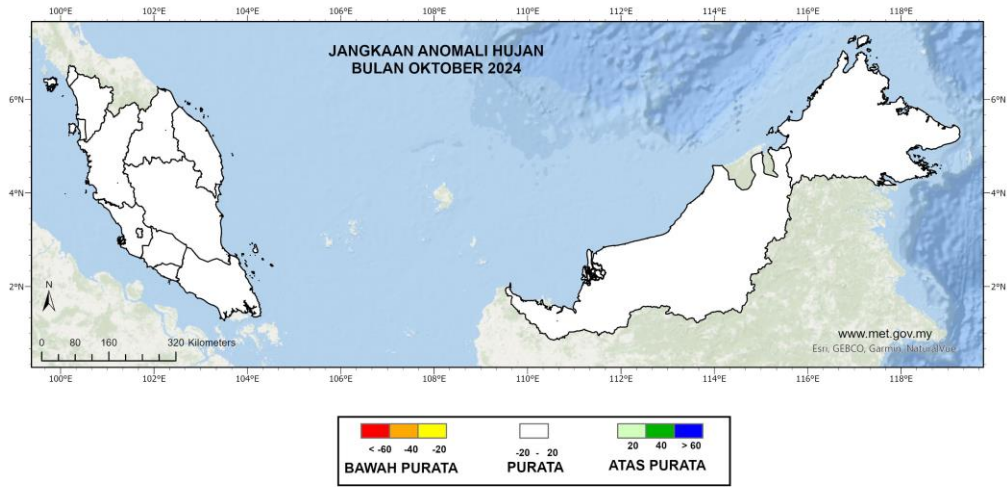 JANGKAAN ANOMALI HUJAN
BULAN OKTOBER 2024
100°E 102°E 104°E 106°E 108°E 110°E 112°E 114°E 116°E 118°E
6°N 6°N
4°N 4°N
2°N 2°N
N
0 80 160 320 Kilometers
www.met.gov.my
Esri, GEBCO, Garmin, NaturalVue
100°E 102°E 104°E 106°E 108°E 110°E 112°E 114°E 116°E 118°E
< -60 -40 -20 -20 - 20 20 40 > 60
BAWAH PURATA PURATA ATAS PURATA